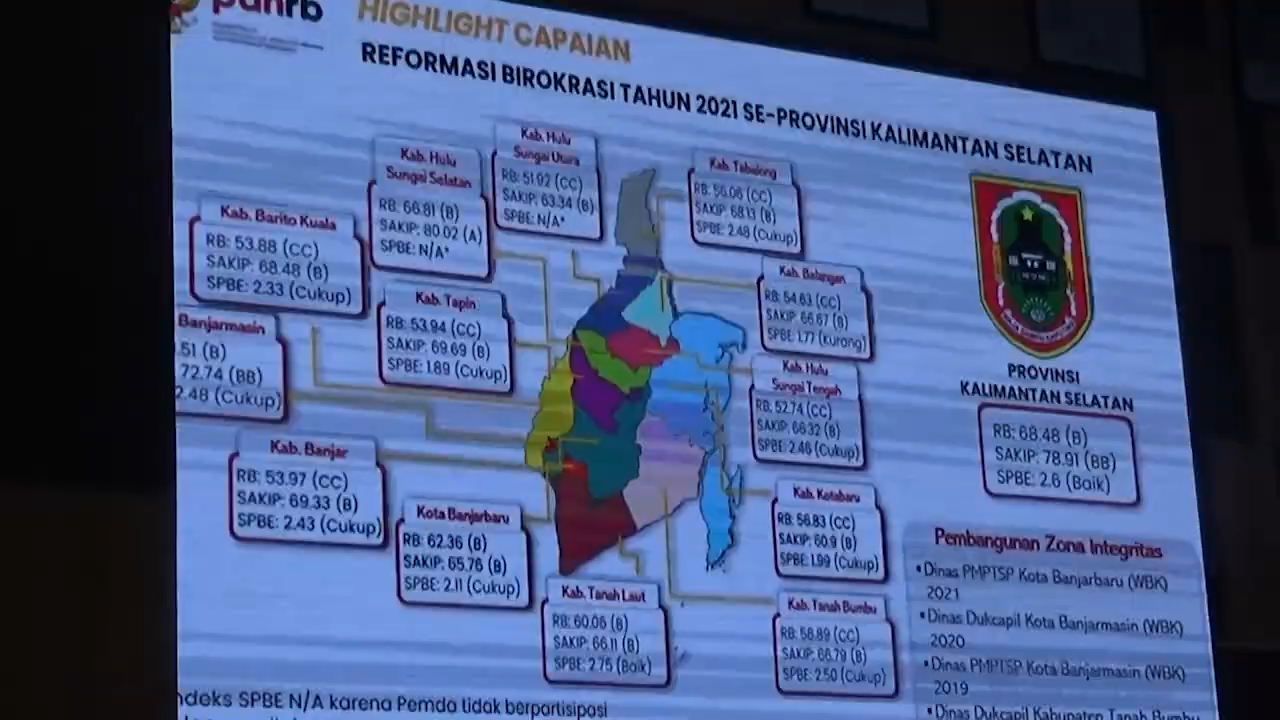 panrb
HIGHLIGHT CAPAIAN
REFORMASI BIROKRASI TAHUN 2021 SE-PROVINSI KALIMANTAN SELATAN
Kab. Hulu
Sungai Utara
RB: 51.92 (CC)
SAKIP: 63.34 (B)
SPBE: N/A*
Kab. Hulu
Sungai Selatan
RB: 66.81 (B)
SAKIP: 80.02 (A)
SPBE: N/A*
Kab. Tabalong
RB: 56.06 (CC)
SAKIP: 68.13 (B)
SPBE: 2.48 (Cukup)
Kab. Barito Kuala
RB: 53.88 (CC)
SAKIP: 68.48 (B)
SPBE: 2.33 (Cukup)
Kab. Balangan
RB: 54.63 (CC)
SAKIP: 66.67 (B)
SPBE: 1.77 (Kurang)
Kab. Tapin
RB: 53.94 (CC)
SAKIP: 69.69 (B)
SPBE: 1.89 (Cukup)
Banjarmasin
.51 (B)
72.74 (BB)
2.48 (Cukup)
Kab. Hulu
Sungai Tengah
RB: 52.74 (CC)
SAKIP: 66.32 (B)
SPBE: 2.46 (Cukup)
PROVINSI
KALIMANTAN SELATAN
RB: 68.48 (B)
SAKIP: 78.91 (BB)
SPBE: 2.6 (Baik)
Kab. Banjar
RB: 53.97 (CC)
SAKIP: 69.33 (B)
SPBE: 2.43 (Cukup)
Kota Banjarbaru
RB: 62.36 (B)
SAKIP: 65.76 (B)
SPBE: 2.11 (Cukup)
Kab. Kotabaru
RB: 56.83 (CC)
SAKIP: 60.9 (B)
SPBE: 1.99 (Cukup)
Kab. Tanah Laut
RB: 60.06 (B)
SAKIP: 66.11 (B)
SPBE: 2.75 (Baik)
Kab. Tanah Bumbu
RB: 56.89 (CC)
SAKIP: 66.79 (B)
SPBE: 2.50 (Cukup)
Pembangunan Zona Integritas
• Dinas PMPTSP Kota Banjarbaru (WBK)
2021
• Dinas Dukcapil Kota Banjarmasin (WBK)
2020
• Dinas PMPTSP Kota Banjarmasin (WBK)
2019
• Dinas Dukcapil Kabupaten Tanah Bumbu
ndeks SPBE N/A karena Pemda tidak berpartisipasi